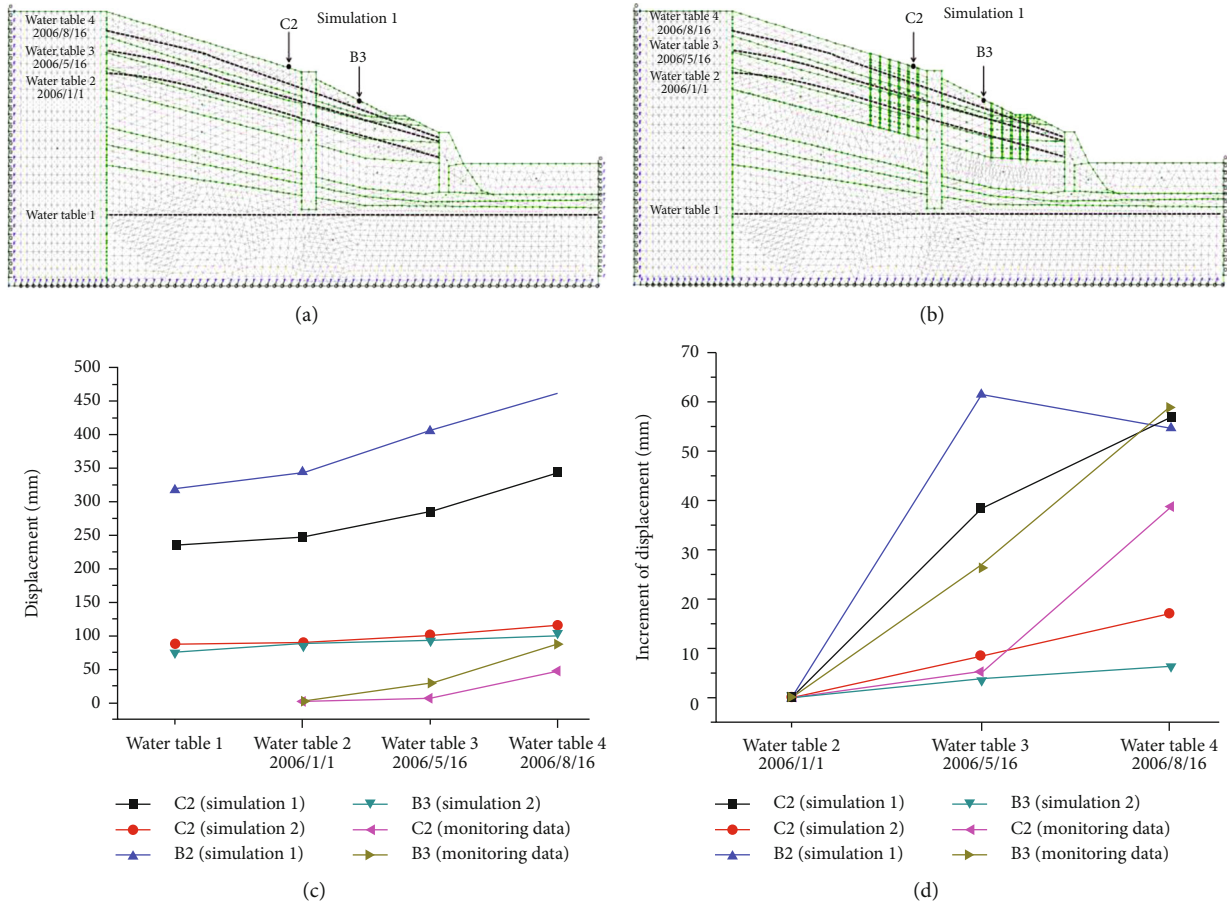 Water table 4
2006/8/16
Water table 3
2006/5/16
Water table 2
2006/1/1
Water table 1
C2
Simulation 1
B3
(a)
Water table 4
2006/8/16
Water table 3
2006/5/16
Water table 2
2006/1/1
Water table 1
C2
Simulation 1
B3
(b)
Displacement (mm)
500
450
400
350
300
250
200
150
100
50
0
Water table 1
Water table 2
2006/1/1
Water table 3
2006/5/16
Water table 4
2006/8/16
C2 (simulation 1)
C2 (simulation 2)
B2 (simulation 1)
B3 (simulation 2)
C2 (monitoring data)
B3 (monitoring data)
(c)
Increment of displacement (mm)
70
60
50
40
30
20
10
0
Water table 2
2006/1/1
Water table 3
2006/5/16
Water table 4
2006/8/16
C2 (simulation 1)
C2 (simulation 2)
B2 (simulation 1)
B3 (simulation 2)
C2 (monitoring data)
B3 (monitoring data)
(d)